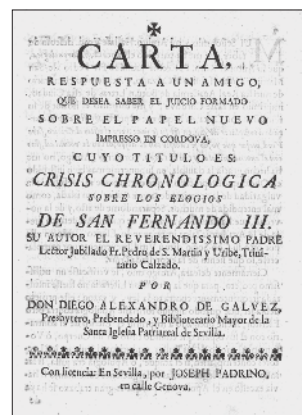 CARTA,
RESPUESTA A UN AMIGO,
QUE DESEA SABER EL JUICIO FORMADO
SOBRE EL PAPEL NUEVO
IMPRESSO EN CORDOVA,
CUYO TITULO ES:
CRISIS CHRONOLOGICA
SOBRE LOS ELOGIOS
DE SAN FERNANDO III.
SU AUTOR EL REVERENDISSIMO PADRE
Lector Jubilado Fr. Pedro de S. Martin y Uribe, Trini-
tario Calzado.
POR
DON DIEGO ALEXANDRO DE GALVEZ,
Presbytero, Prebendado, y Bibliotecario Mayor de la
Santa Iglesia Patriarcal de Sevilla.
Con licencia: En Sevilla, por JOSEPH PADRINO,
en calle Genova.